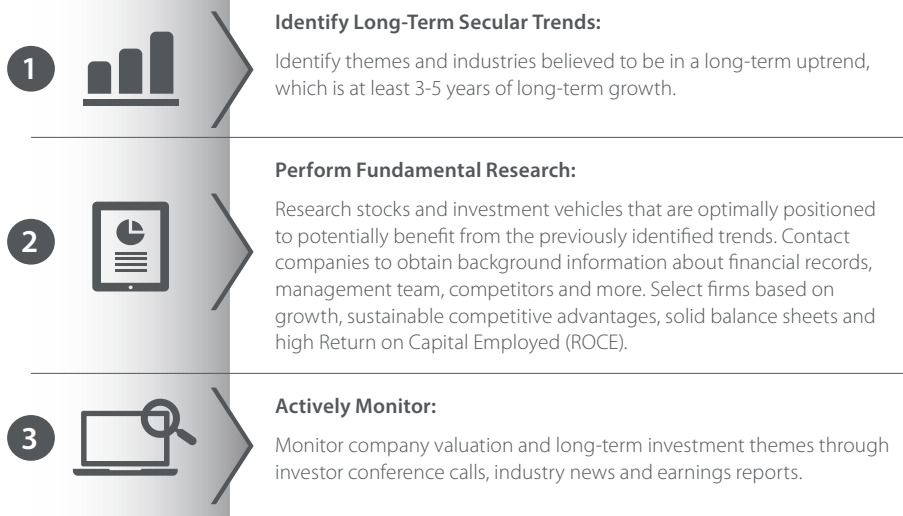 1
Identify Long-Term Secular Trends:
Identify themes and industries believed to be in a long-term uptrend,
which is at least 3-5 years of long-term growth.
2
Perform Fundamental Research:
Research stocks and investment vehicles that are optimally positioned
to potentially benefit from the previously identified trends. Contact
companies to obtain background information about financial records,
management team, competitors and more. Select firms based on
growth, sustainable competitive advantages, solid balance sheets and
high Return on Capital Employed (ROCE).
3
Actively Monitor:
Monitor company valuation and long-term investment themes through
investor conference calls, industry news and earnings reports.